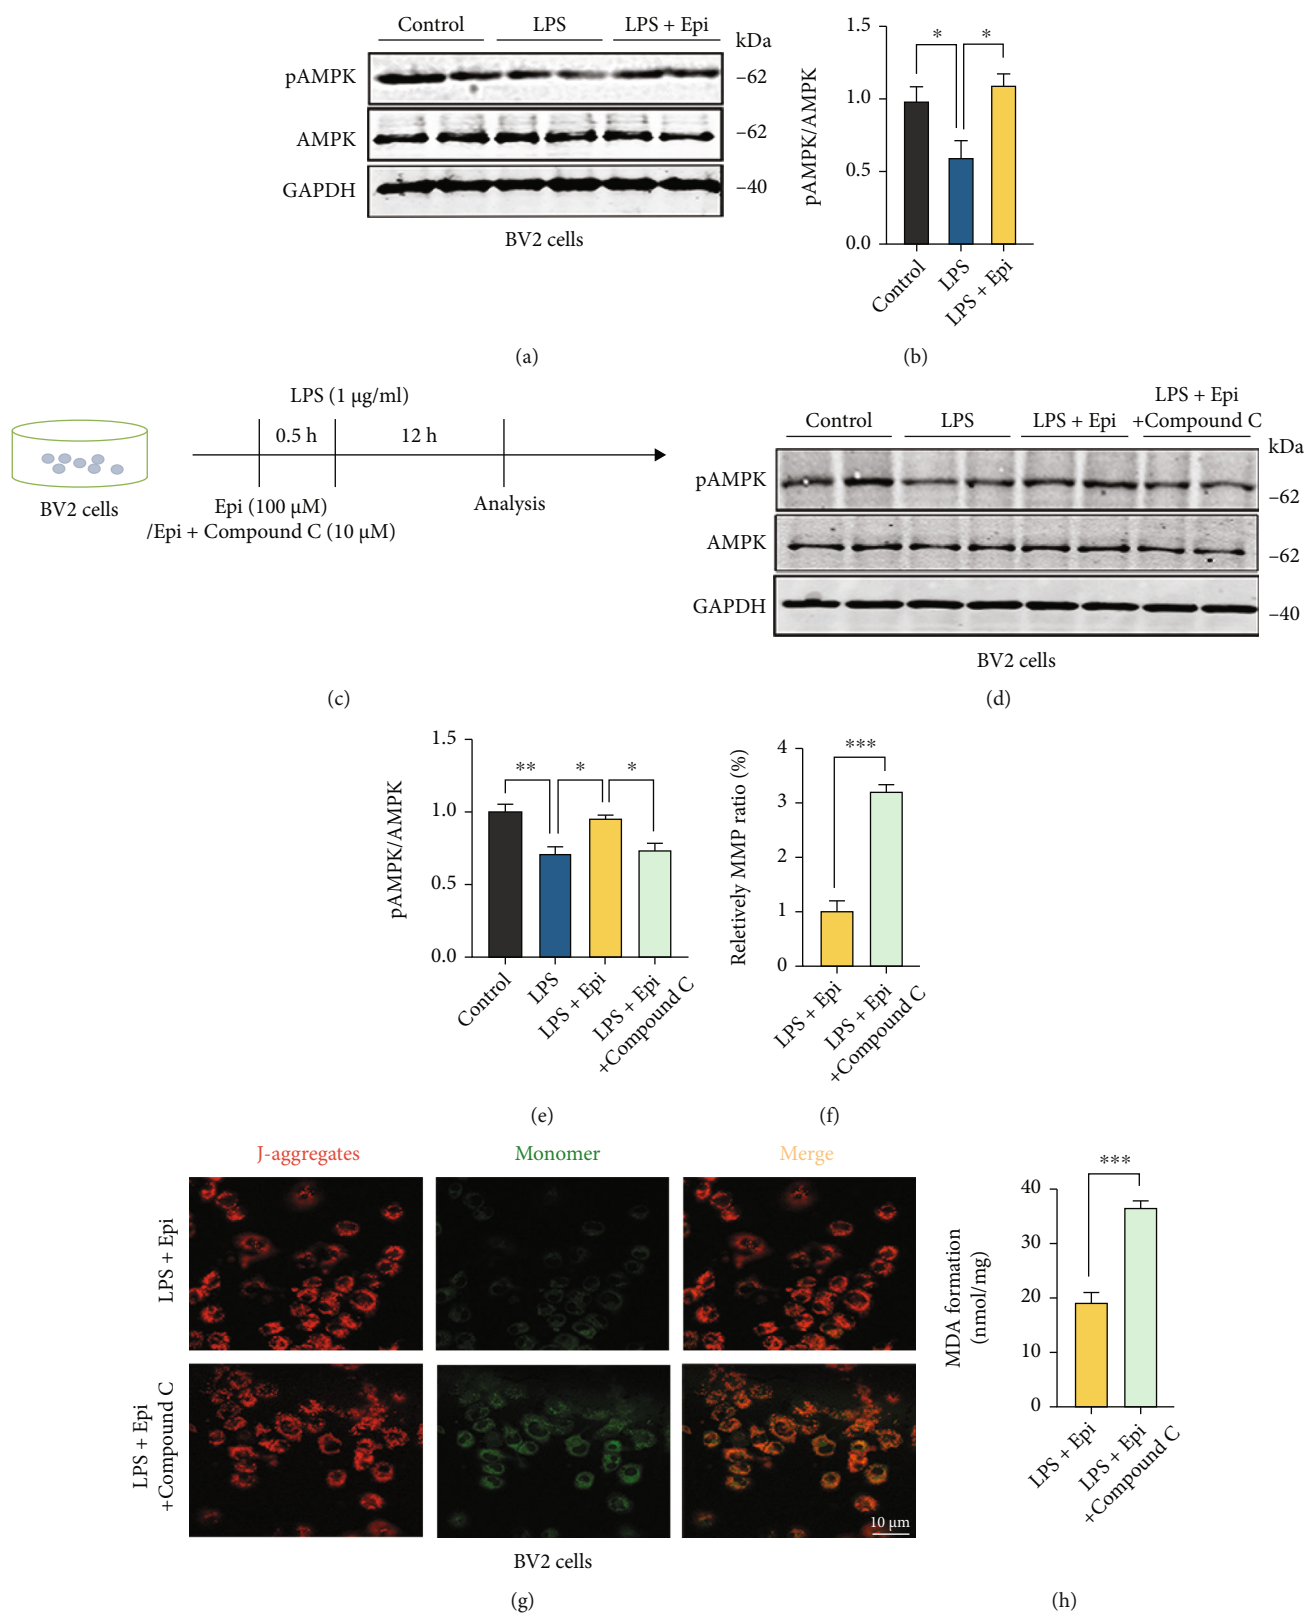 Control LPS LPS + Epi
kDa
pAMPK
–62
AMPK
–62
GAPDH
–40
BV2 cells
(a)
pAMPK/AMPK
1.5
1.0
0.5
0.0
* *
Control
LPS
LPS + Epi
(b)
LPS (1 μg/ml)
0.5 h 12 h
BV2 cells
Epi (100 μM)
/Epi + Compound C (10 μM)
Analysis
(c)
Control LPS LPS + Epi LPS + Epi
+Compound C
kDa
pAMPK
–62
AMPK
–62
GAPDH
–40
BV2 cells
(d)
pAMPK/AMPK
1.5
1.0
0.5
0.0
** * *
Control
LPS
LPS + Epi
LPS + Epi
+Compound C
(e)
Reletively MMP ratio (%)
4
3
2
1
0
***
LPS + Epi
LPS + Epi
+Compound C
(f)
J-aggregates Monomer Merge
LPS + Epi
LPS + Epi
+Compound C
10 μm
BV2 cells
(g)
MDA formation
(nmol/mg)
40
30
20
10
0
***
LPS + Epi
LPS + Epi
+Compound C
(h)